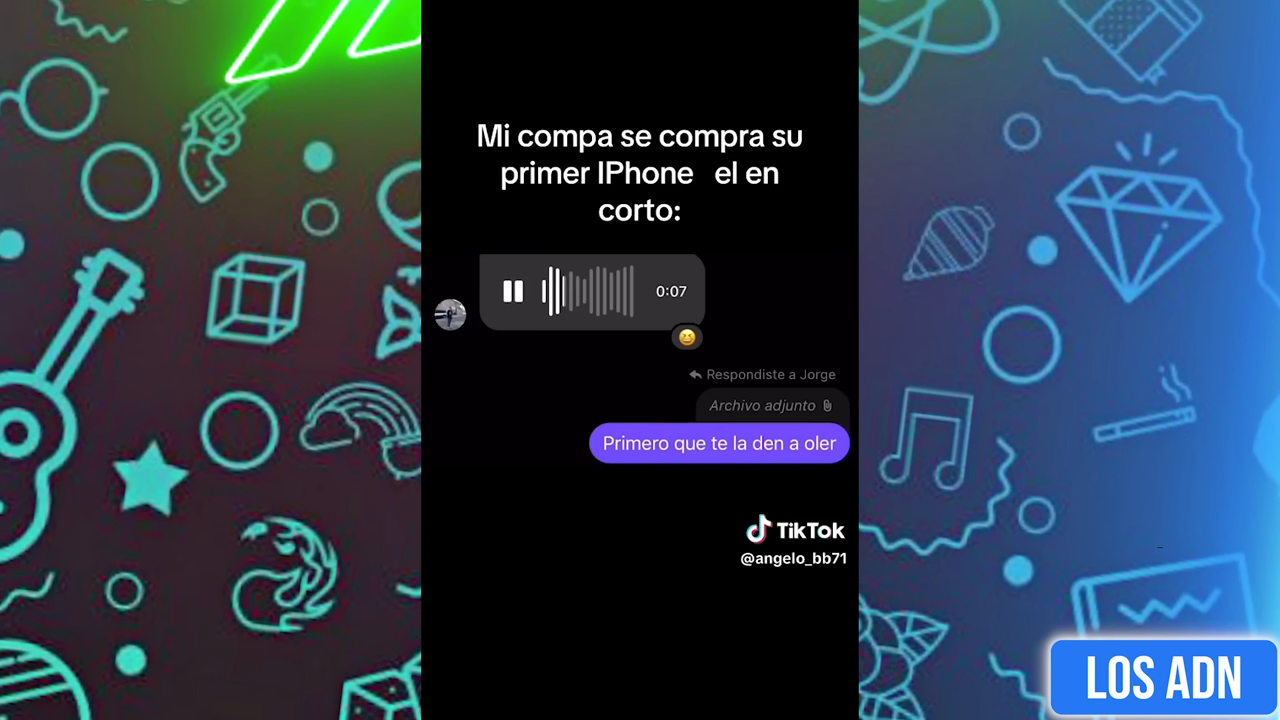 Mi compa se compra su
primer IPhone   el en
corto:
0:07
Respondiste a Jorge
Archivo adjunto
Primero que te la den a oler
TikTok
@angelo_bb71
LOS ADN